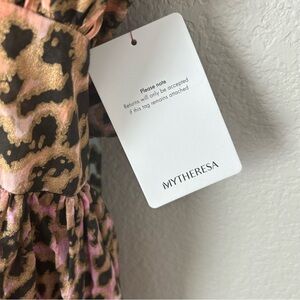 Please note
Returns will only be accepted
if this tag remains attached
MYTHERESA